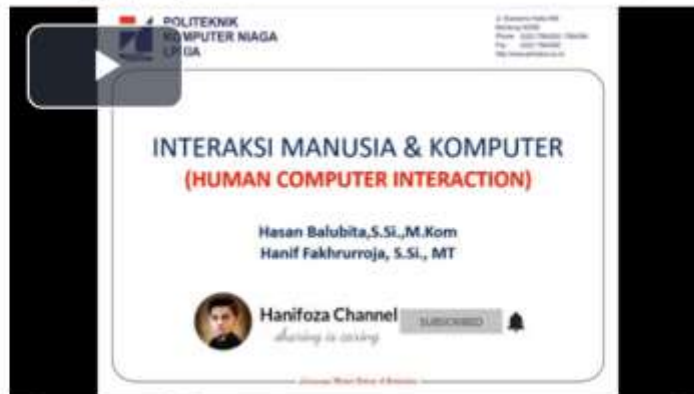 POLITEKNIK
KOMPUTER NIAGA
LPKIA
INTERAKSI MANUSIA & KOMPUTER
(HUMAN COMPUTER INTERACTION)
Hasan Balubita,S.Si.,M.Kom
Hanif Fakhrurroja, S.Si., MT
Hanifoza Channel
sharing is caring
SUBSCRIBED